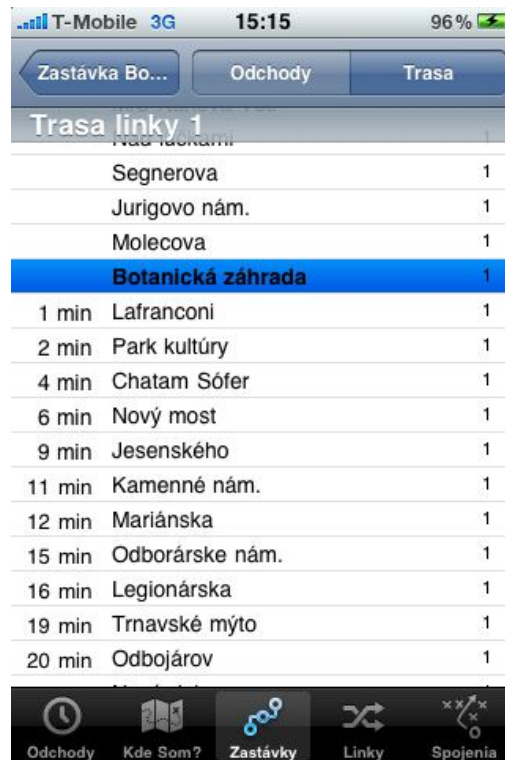 T-Mobile 3G 15:15 96 %
Zastávka Bo... Odchody Trasa
Trasa linky 1
Nad lúčkami 1
Segnerova 1
Jurigovo nám. 1
Molecova 1
Botanická záhrada 1
1 min Lafranconi 1
2 min Park kultúry 1
4 min Chatam Sófer 1
6 min Nový most 1
9 min Jesenského 1
11 min Kamenné nám. 1
12 min Mariánska 1
15 min Odborárske nám. 1
16 min Legionárska 1
19 min Trnavské mýto 1
20 min Odbojárov 1
Odchody Kde Som? Zastávky Linky Spojenia